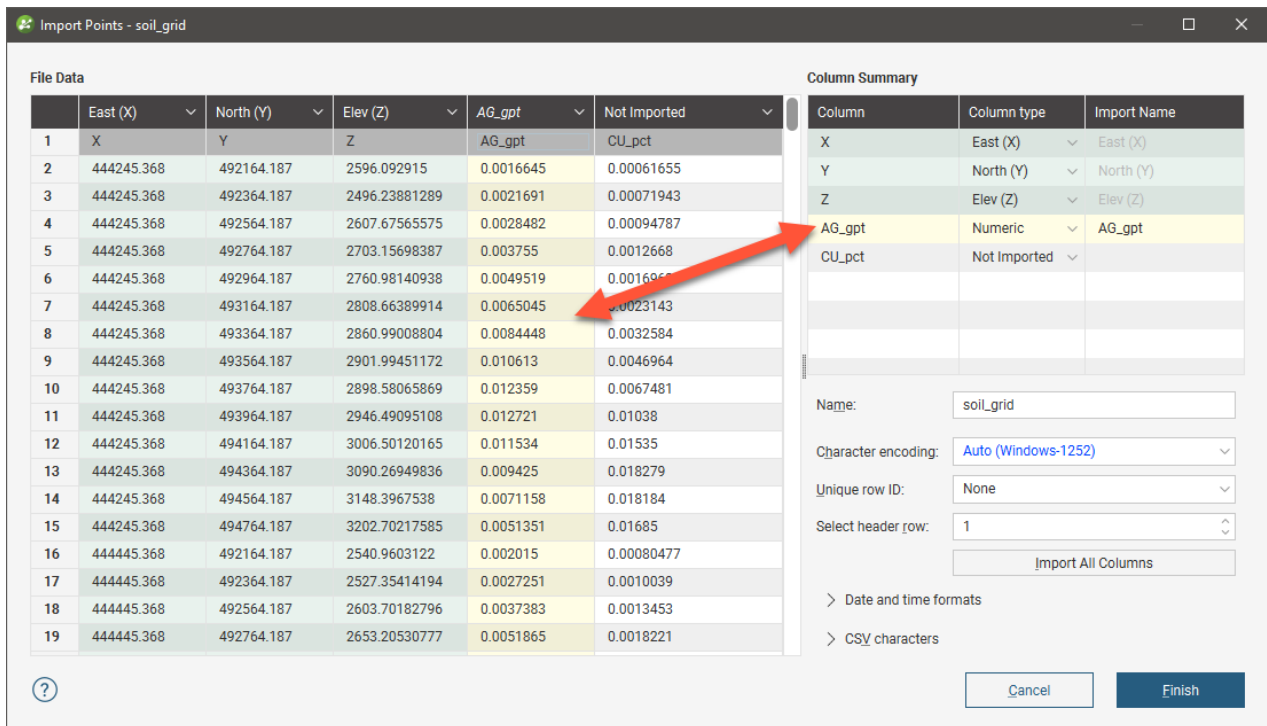 Import Points - soil_grid
File Data
East (X) North (Y) Elev (Z) AG_gpt Not Imported
1 X Y Z AG_gpt CU_pct
2 444245.368 492164.187 2596.092915 0.0016645 0.00061655
3 444245.368 492364.187 2496.23881289 0.0021691 0.00071943
4 444245.368 492564.187 2607.67565575 0.0028482 0.00094787
5 444245.368 492764.187 2703.15698387 0.003755 0.0012668
6 444245.368 492964.187 2760.98140938 0.0049519
7 444245.368 493164.187 2808.66389914 0.0065045
8 444245.368 493364.187 2860.99008804 0.0084448 0.0032584
9 444245.368 493564.187 2901.99451172 0.010613 0.0046964
10 444245.368 493764.187 2898.58065869 0.012359 0.0067481
11 444245.368 493964.187 2946.49095108 0.012721 0.01038
12 444245.368 494164.187 3006.50120165 0.011534 0.01535
13 444245.368 494364.187 3090.26949836 0.009425 0.018279
14 444245.368 494564.187 3148.3967538 0.0071158 0.018184
15 444245.368 494764.187 3202.70217585 0.0051351 0.01685
16 444445.368 492164.187 2540.9603122 0.002015 0.00080477
17 444445.368 492364.187 2527.35414194 0.0027251 0.0010039
18 444445.368 492564.187 2603.70182796 0.0037383 0.0013453
19 444445.368 492764.187 2653.20530777 0.0051865 0.0018221
Column Summary
Column Column type Import Name
X East (X) East (X)
Y North (Y) North (Y)
Z Elev (Z) Elev (Z)
AG_gpt Numeric AG_gpt
CU_pct Not Imported
Name: soil_grid
Character encoding: Auto (Windows-1252)
Unique row ID: None
Select header row: 1
Import All Columns
Date and time formats
CSV characters
?
Cancel Finish